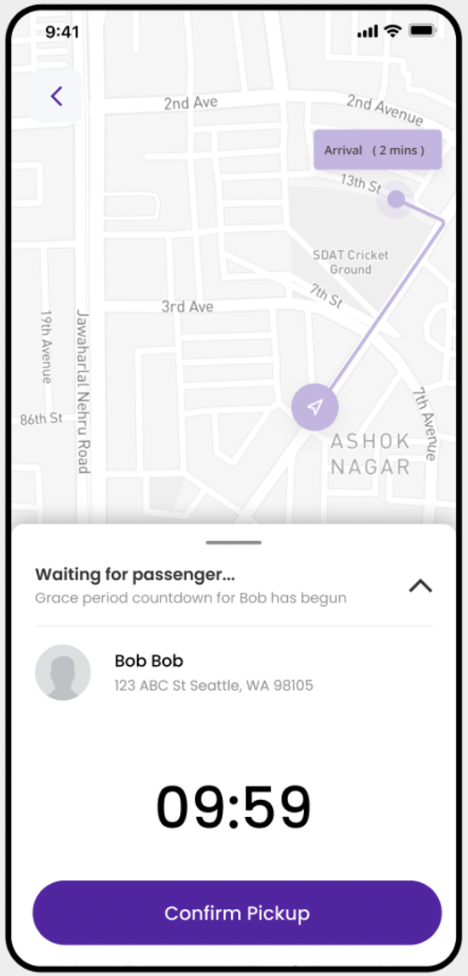 9:41
2nd Ave
2nd Avenue
Arrival ( 2 mins )
13th St
SDAT Cricket
Ground
7th St
3rd Ave
19th Avenue
Jawaharlal Nehru Road
86th St
7th Avenue
ASHOK
NAGAR
Waiting for passenger...
Grace period countdown for Bob has begun
Bob Bob
123 ABC St Seattle, WA 98105
09:59
Confirm Pickup